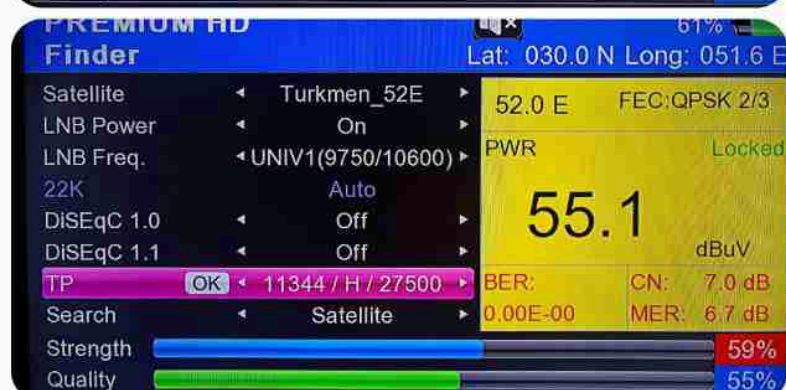 PREMIUM HD 61%
Finder Lat: 030.0 N Long: 051.6 E
Satellite Turkmen_52E
LNB Power On
LNB Freq. UNIV1(9750/10600)
22K Auto
DiSEqC 1.0 Off
DiSEqC 1.1 Off
TP OK 11344 / H / 27500
Search Satellite
52.0 E FEC:QPSK 2/3
PWR Locked
55.1
dBuV
BER: CN: 7.0 dB
0.00E-00 MER: 6.7 dB
Strength 59%
Quality 55%